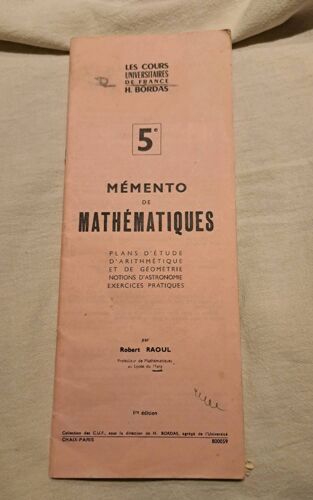 LES COURS
UNIVERSITAIRES
DE FRANCE
H. BORDAS
5e
MÉMENTO
DE
MATHÉMATIQUES
PLANS D'ÉTUDE
D'ARITHMÉTIQUE
ET DE GÉOMÉTRIE
NOTIONS D'ASTRONOMIE
EXERCICES PRATIQUES
par
Robert RAOUL
Professeur de Mathématiques
au Lycée du Mans
1re édition
Collection des C.U.F., sous la direction de H. BORDAS, agrégé de l'Université
CHAIX-PARIS
800059